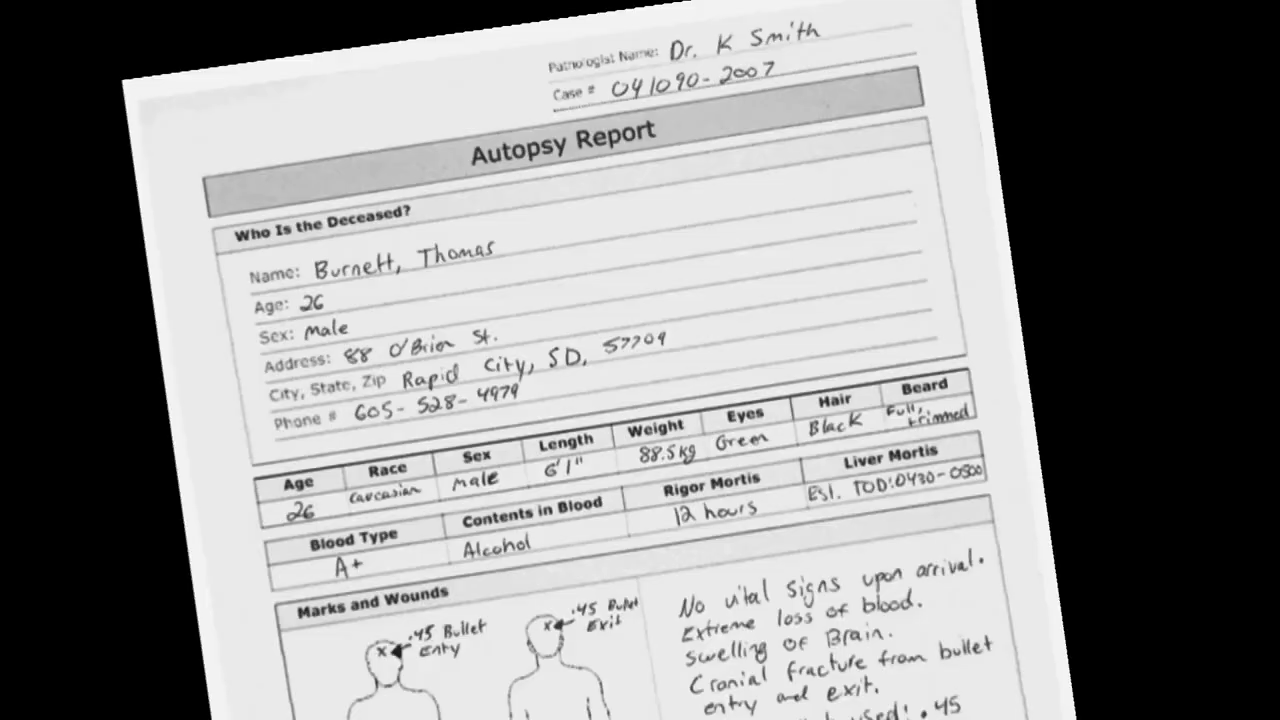 Pathologist Name: Dr. K Smith
Case # 041090-2007
Autopsy Report
Who Is the Deceased?
Name: Burnett, Thomas
Age: 26
Sex: Male
Address: 88 O'Brien St.
City, State, Zip Rapid City, SD, 57709
Phone # 605-528-4979
Age Race Sex Length Weight Eyes Hair Beard
26 caucasian male 6'1" 88.5kg Green Black Full, trimmed
Blood Type Contents in Blood Rigor Mortis Liver Mortis
A+ Alcohol 12 hours Est. TOD:0430-0500
Marks and Wounds
.45 Bullet Entry
.45 Bullet Exit
No vital signs upon arrival.
Extreme loss of blood.
Swelling of Brain.
Cranial fracture from bullet
entry and exit.
used: .45